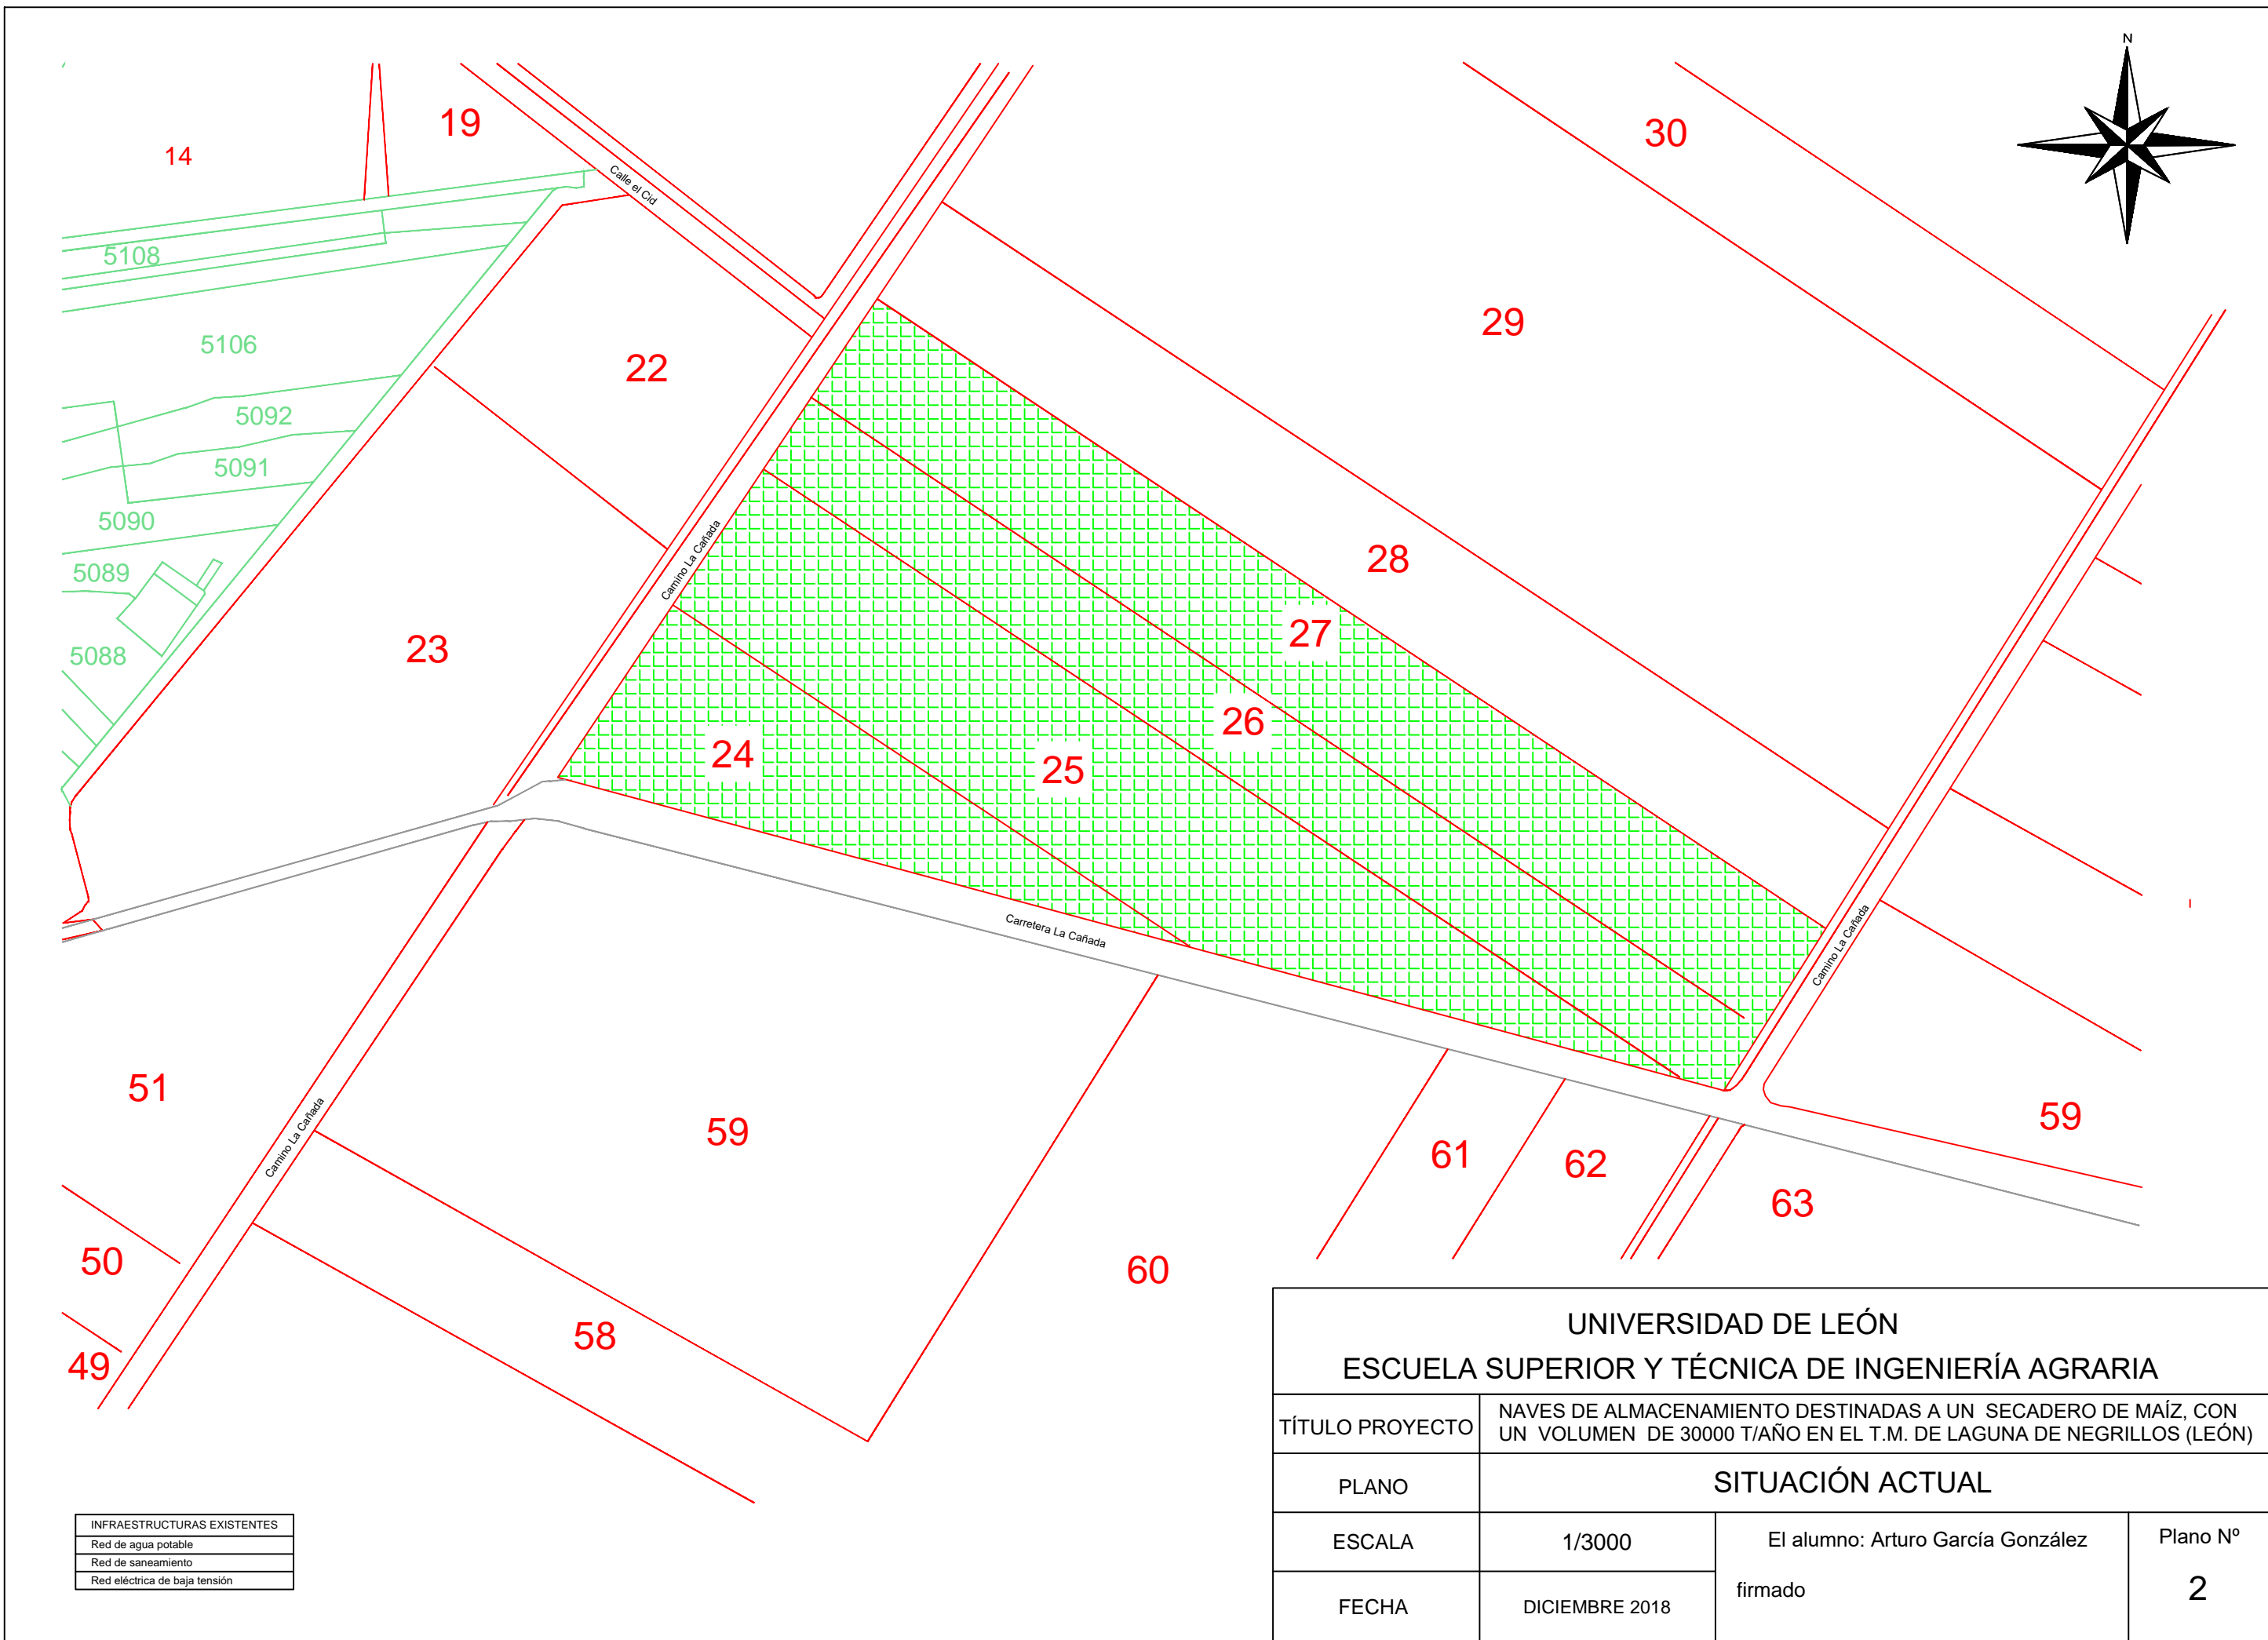 N
19
30
14
Calle el Cid
5108
29
5106
22
5092
5091
5090
Camino La Cañada
28
5089
27
23
5088
26
24
25
Carretera La Cañada
Camino La Cañada
51
59
59
Camino La Cañada
61
62
63
50
60
58
49
UNIVERSIDAD DE LEÓN
ESCUELA SUPERIOR Y TÉCNICA DE INGENIERÍA AGRARIA
TÍTULO PROYECTO
NAVES DE ALMACENAMIENTO DESTINADAS A UN SECADERO DE MAÍZ, CON
UN VOLUMEN DE 30000 T/AÑO EN EL T.M. DE LAGUNA DE NEGRILLOS (LEÓN)
PLANO
SITUACIÓN ACTUAL
ESCALA
1/3000
El alumno: Arturo García González
firmado
Plano Nº
2
FECHA
DICIEMBRE 2018
INFRAESTRUCTURAS EXISTENTES
Red de agua potable
Red de saneamiento
Red eléctrica de baja tensión